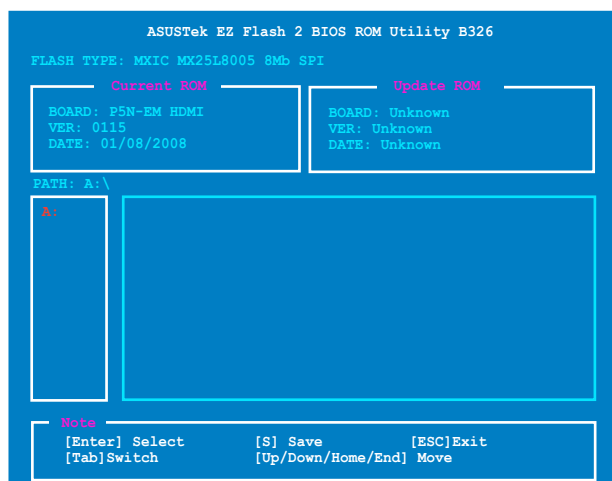 ASUSTek EZ Flash 2 BIOS ROM Utility B326
FLASH TYPE: MXIC MX25L8005 8Mb SPI
Current ROM
BOARD: P5N-EM HDMI
VER: 0115
DATE: 01/08/2008
Update ROM
BOARD: Unknown
VER: Unknown
DATE: Unknown
PATH: A:\
A:
Note
[Enter] Select [S] Save [ESC]Exit
[Tab]Switch [Up/Down/Home/End] Move